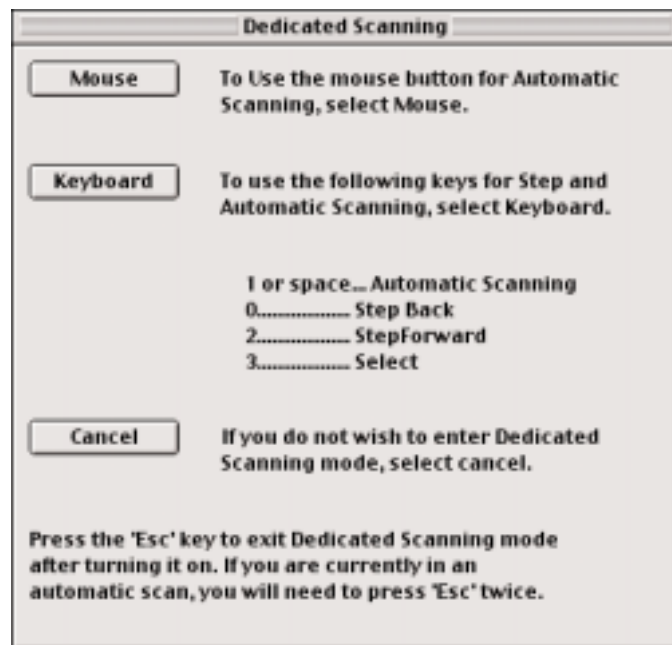 Dedicated Scanning
Mouse
To Use the mouse button for Automatic
Scanning, select Mouse.
Keyboard
To use the following keys for Step and
Automatic Scanning, select Keyboard.
1 or space... Automatic Scanning
0................. Step Back
2................. StepForward
3................. Select
Cancel
If you do not wish to enter Dedicated
Scanning mode, select cancel.
Press the 'Esc' key to exit Dedicated Scanning mode
after turning it on. If you are currently in an
automatic scan, you will need to press 'Esc' twice.